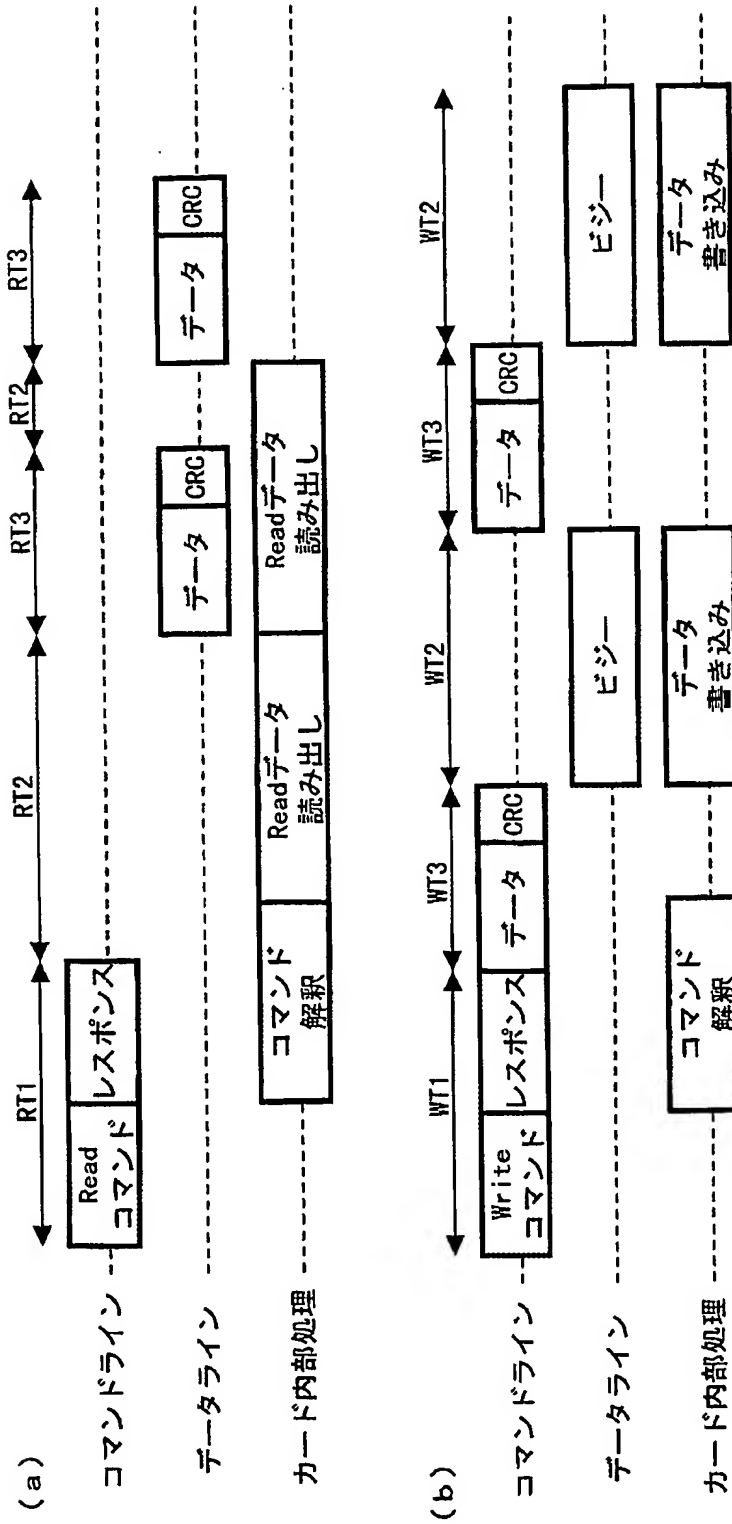 (a)
RT1
RT2
RT3
RT2
RT3
コマンドライン
Read
コマンド
レスポンス
データライン
データ
CRC
データ
CRC
カード内部処理
コマンド
解釈
Readデータ
読み出し
Readデータ
読み出し
(b)
WT1
WT3
WT2
WT3
WT2
コマンドライン
Write
コマンド
レスポンス
データ
CRC
データ
CRC
データライン
ビジー
ビジー
カード内部処理
コマンド
解釈
データ
書き込み
データ
書き込み